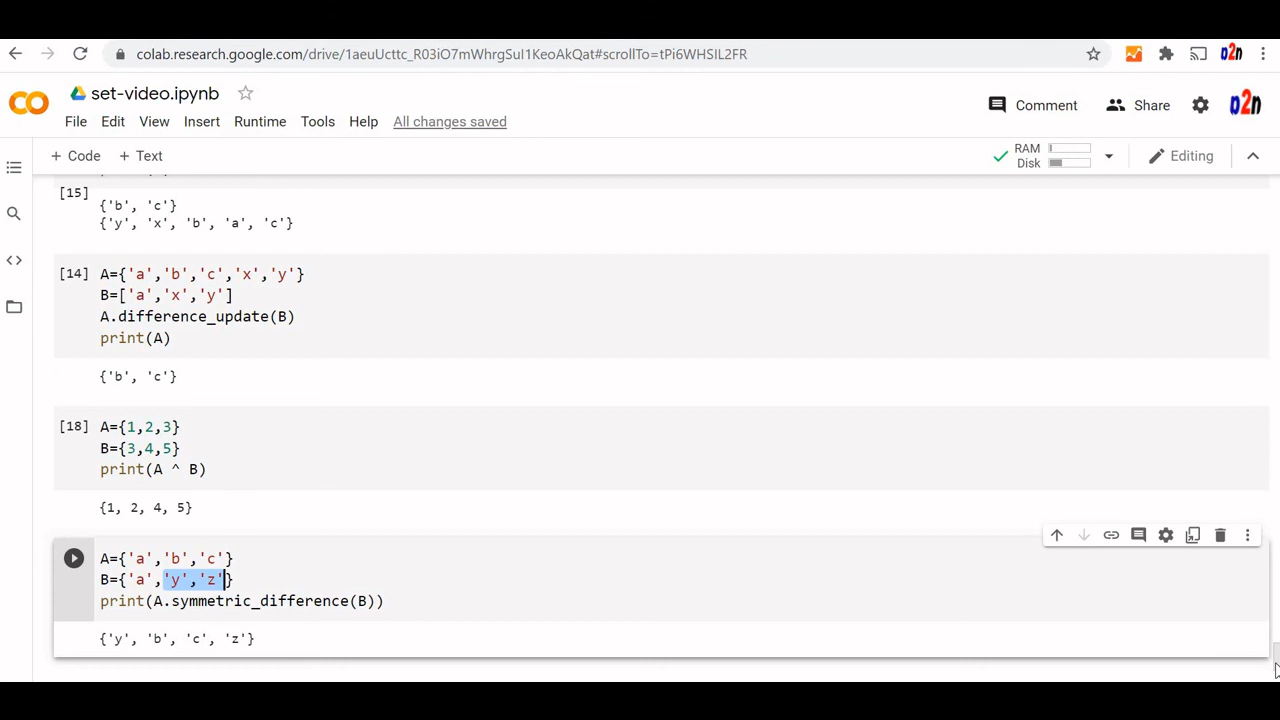 colab.research.google.com/drive/1aeuUcttc_R03iO7mWhrgSuI1KeoAkQat#scrollTo=tPi6WHSIL2FR
set-video.ipynb
File Edit View Insert Runtime Tools Help All changes saved
Comment Share
+ Code + Text
RAM
Disk
Editing
[15]
{'b', 'c'}
{'y', 'x', 'b', 'a', 'c'}
[14] A={'a','b','c','x','y'}
B=['a','x','y']
A.difference_update(B)
print(A)
{'b', 'c'}
[18] A={1,2,3}
B={3,4,5}
print(A ^ B)
{1, 2, 4, 5}
A={'a','b','c'}
B={'a','y','z'}
print(A.symmetric_difference(B))
{'y', 'b', 'c', 'z'}